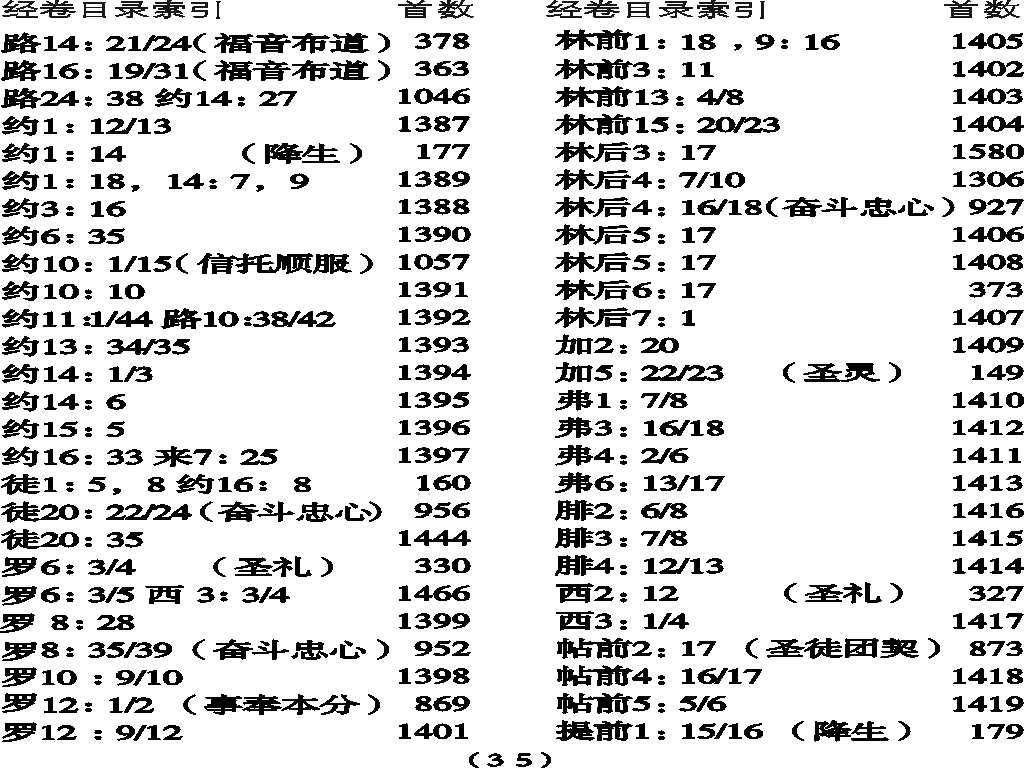 经卷目录索引 首数
路14：21/24（福音布道） 378
路16：19/31（福音布道） 363
路24：38 约14：27 1046
约1：12/13 1387
约1：14 （降生） 177
约1：18，14：7，9 1389
约3：16 1388
约6：35 1390
约10：1/15（信托顺服） 1057
约10：10 1391
约11:1/44 路10:38/42 1392
约13：34/35 1393
约14：1/3 1394
约14：6 1395
约15：5 1396
约16：33 来7：25 1397
徒1：5，8 约16：8 160
徒20：22/24（奋斗忠心） 956
徒20：35 1444
罗6：3/4 （圣礼） 330
罗6：3/5 西 3：3/4 1466
罗 8：28 1399
罗8：35/39（奋斗忠心） 952
罗10 ：9/10 1398
罗12：1/2 （事奉本分） 869
罗12 ：9/12 1401
经卷目录索引 首数
林前1：18 ，9：16 1405
林前3：11 1402
林前13：4/8 1403
林前15：20/23 1404
林后3：17 1580
林后4：7/10 1306
林后4：16/18（奋斗忠心） 927
林后5：17 1406
林后5：17 1408
林后6：17 373
林后7：1 1407
加2：20 1409
加5：22/23 （圣灵） 149
弗1：7/8 1410
弗3：16/18 1412
弗4：2/6 1411
弗6：13/17 1413
腓2：6/8 1416
腓3：7/8 1415
腓4：12/13 1414
西2：12 （圣礼） 327
西3：1/4 1417
帖前2：17 （圣徒团契） 873
帖前4：16/17 1418
帖前5：5/6 1419
提前1：15/16 （降生） 179
（35）